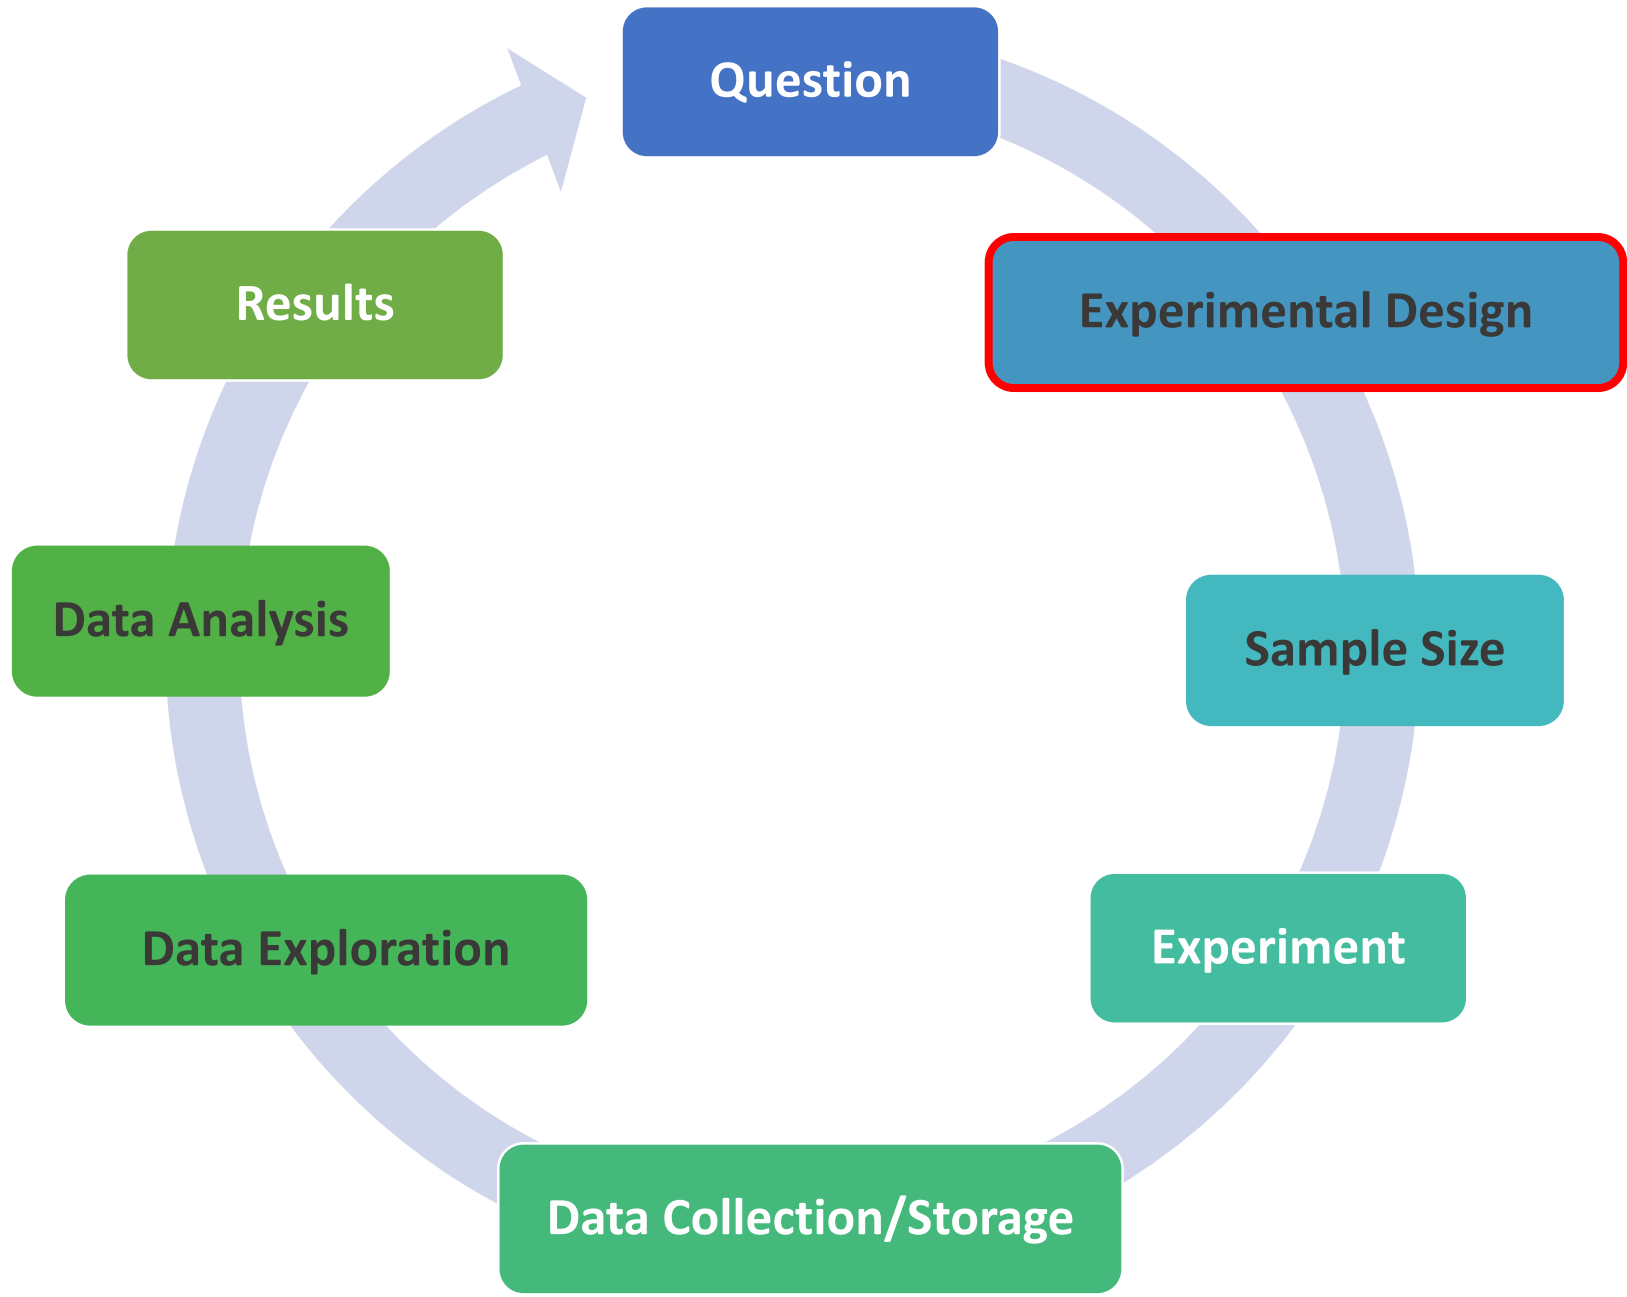 Question
Experimental Design
Sample Size
Experiment
Data Collection/Storage
Data Exploration
Data Analysis
Results